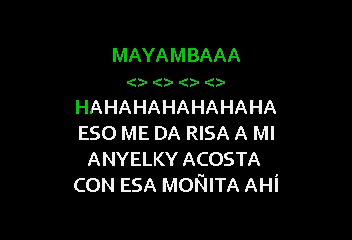 MAYAMBAAA
<> <> <> <>
HAHAHAHAHAHAHA
ESO ME DA RISA A MI
ANYELKY ACOSTA
CON ESA MOÑITA AHÍ